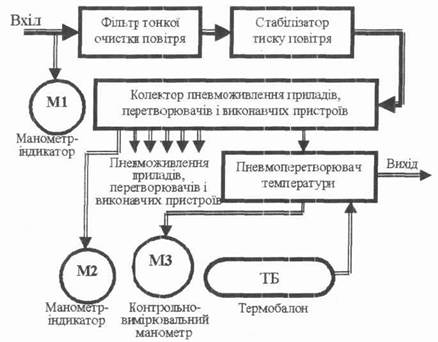 Вхід
Фільтр тонкої
очистки повітря
Стабілізатор
тиску повітря
М1
Манометр-
індикатор
Колектор пневможивлення приладів,
перетворювачів і виконавчих пристроїв
Пневможивлення
приладів,
перетворювачів і
виконавчих пристроїв
Пневмоперетворювач
температури
Вихід
М2
Манометр-
індикатор
М3
Контрольно-
вимірювальний
манометр
ТБ
Термобалон